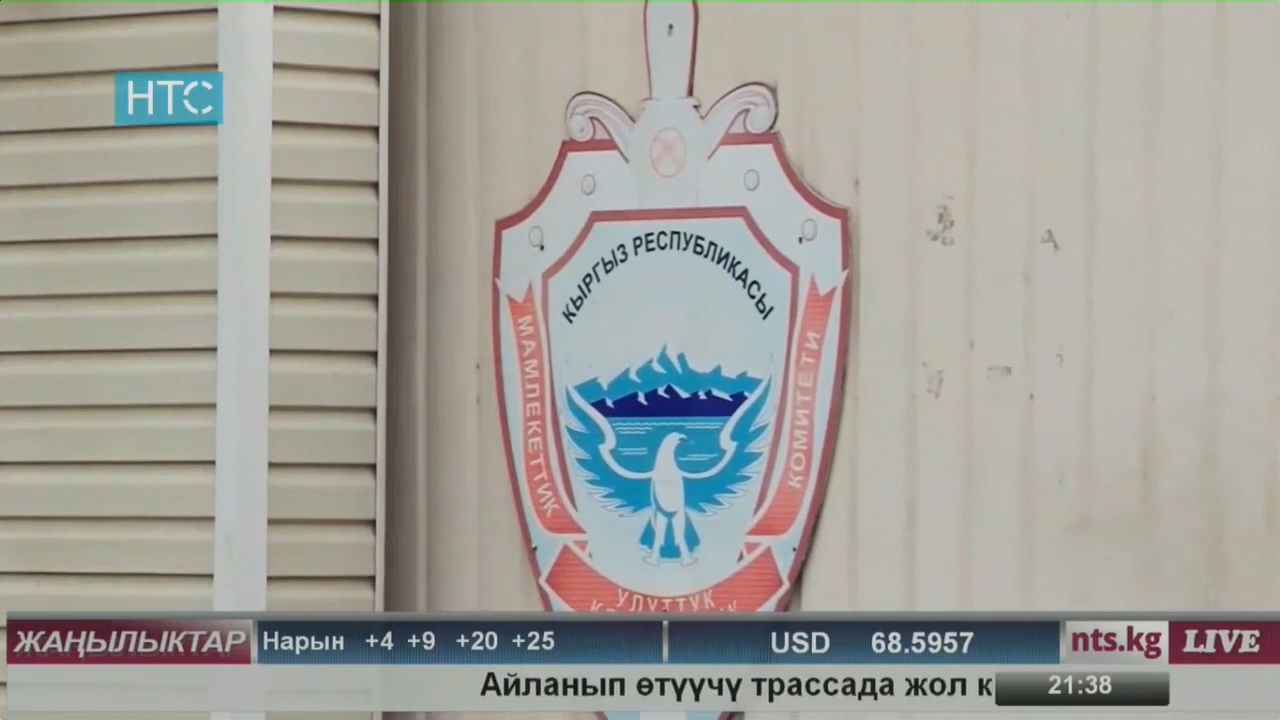 НТС
КЫРГЫЗ РЕСПУБЛИКАСЫ
МАМЛЕКЕТТИК
КОМИТЕТИ
УЛУТТУК
ЖАҢЫЛЫКТАР Нарын +4 +9 +20 +25 USD 68.5957 nts.kg LIVE
Айланып өтүүчү трассада жол к 21:38